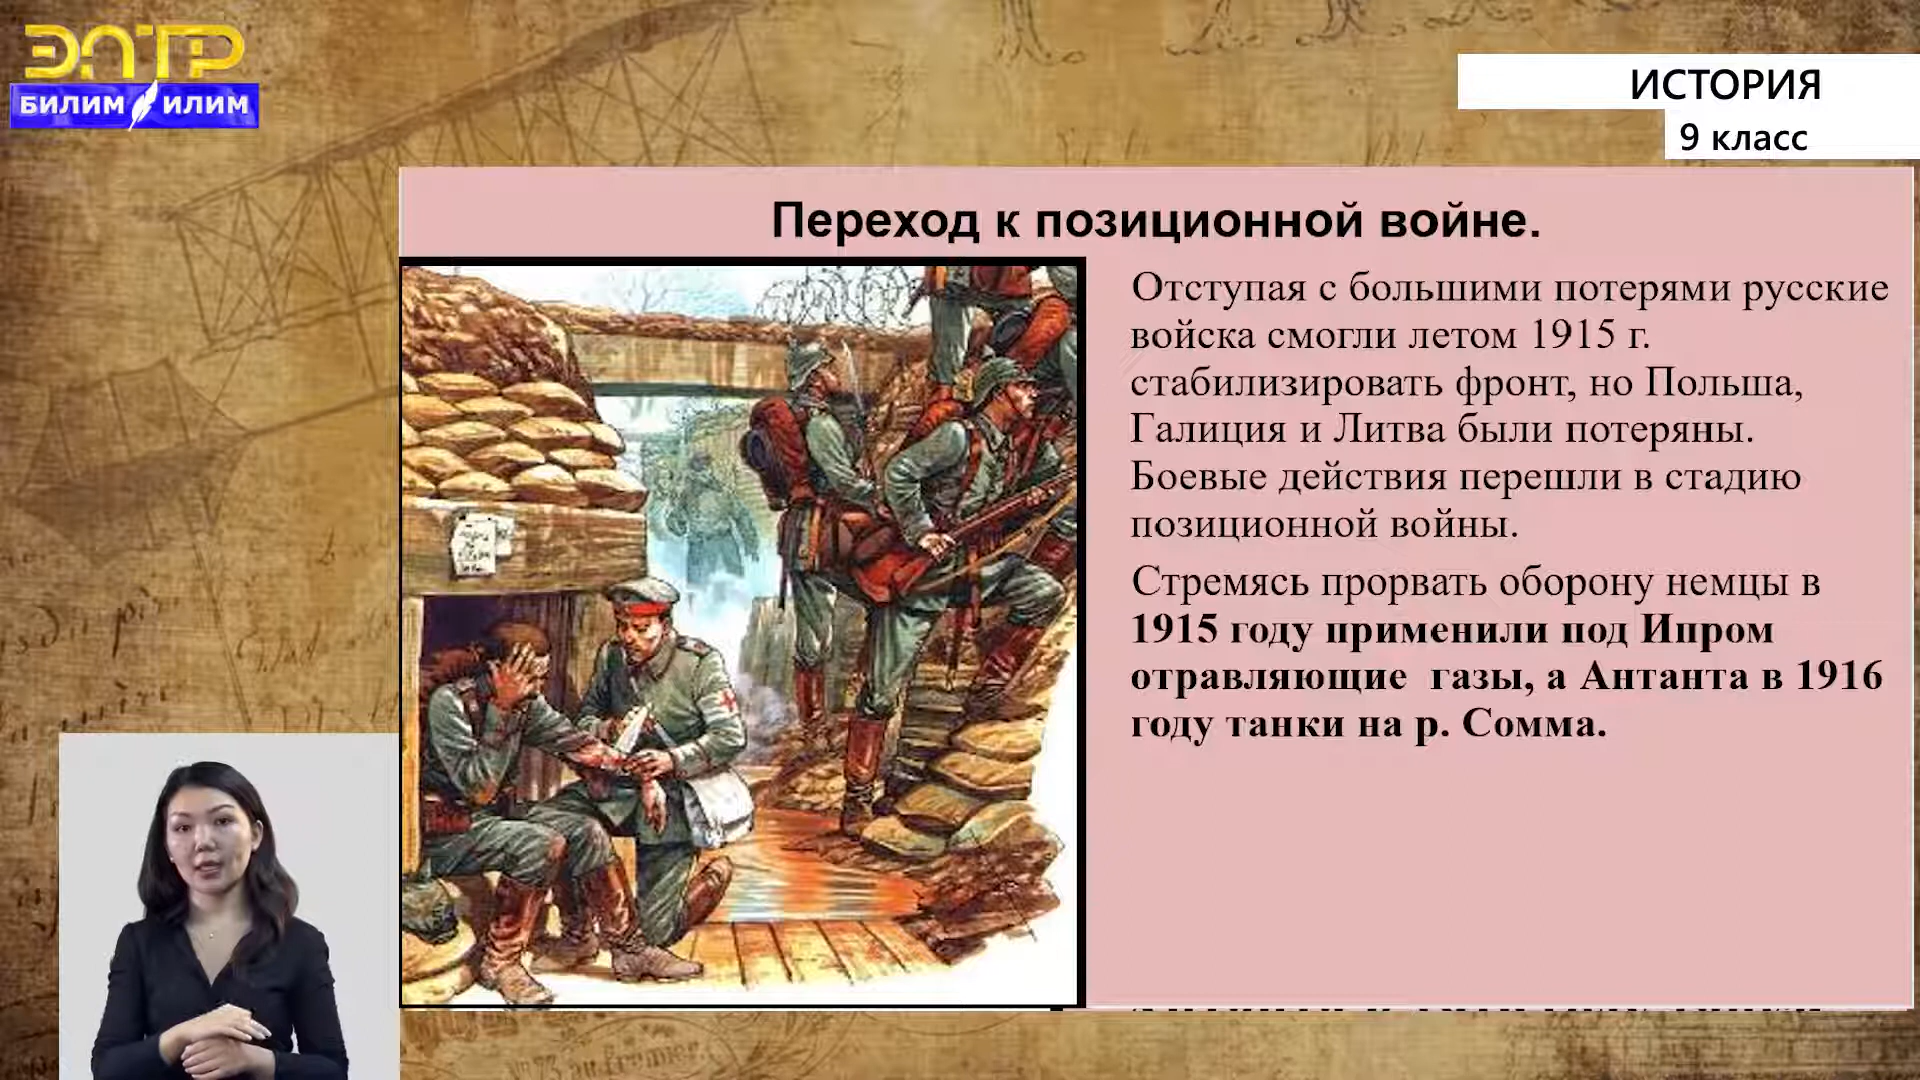 ЭЛТР
БИЛИМ ИЛИМ
ИСТОРИЯ
9 класс
Переход к позиционной войне.
Отступая с большими потерями русские
войска смогли летом 1915 г.
стабилизировать фронт, но Польша,
Галиция и Литва были потеряны.
Боевые действия перешли в стадию
позиционной войны.
Стремясь прорвать оборону немцы в
1915 году применили под Ипром
отравляющие газы, а Антанта в 1916
году танки на р. Сомма.